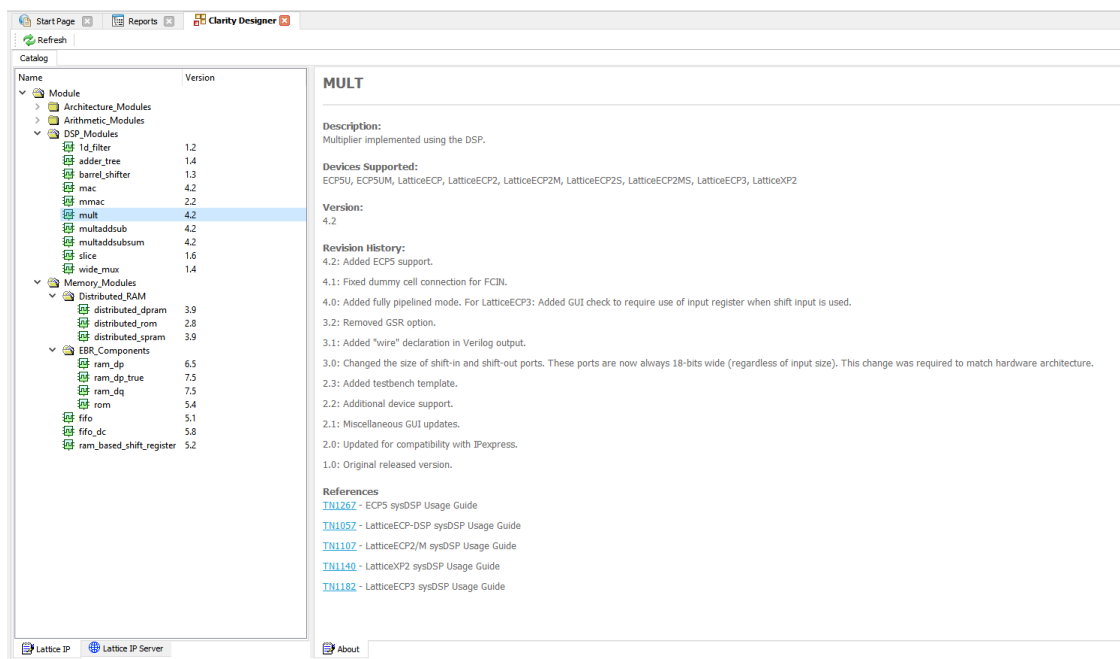 Start Page
Reports
Clarity Designer
Refresh
Catalog
Name Version
Module
Architecture_Modules
Arithmetic_Modules
DSP_Modules
1d_filter 1.2
adder_tree 1.4
barrel_shifter 1.3
mac 4.2
mmac 2.2
mult 4.2
multaddsub 4.2
multaddsubsum 4.2
slice 1.6
wide_mux 1.4
Memory_Modules
Distributed_RAM
distributed_dpram 3.9
distributed_rom 2.8
distributed_spram 3.9
EBR_Components
ram_dp 6.5
ram_dp_true 7.5
ram_dq 7.5
rom 5.4
fifo 5.1
fifo_dc 5.8
ram_based_shift_register 5.2
Lattice IP
Lattice IP Server
MULT
Description:
Multiplier implemented using the DSP.
Devices Supported:
ECP5U, ECP5UM, LatticeECP, LatticeECP2, LatticeECP2M, LatticeECP2S, LatticeECP2MS, LatticeECP3, LatticeXP2
Version:
4.2
Revision History:
4.2: Added ECP5 support.
4.1: Fixed dummy cell connection for FCIN.
4.0: Added fully pipelined mode. For LatticeECP3: Added GUI check to require use of input register when shift input is used.
3.2: Removed GSR option.
3.1: Added "wire" declaration in Verilog output.
3.0: Changed the size of shift-in and shift-out ports. These ports are now always 18-bits wide (regardless of input size). This change was required to match hardware architecture.
2.3: Added testbench template.
2.2: Additional device support.
2.1: Miscellaneous GUI updates.
2.0: Updated for compatibility with IPexpress.
1.0: Original released version.
References
TN1267 - ECP5 sysDSP Usage Guide
TN1057 - LatticeECP-DSP sysDSP Usage Guide
TN1107 - LatticeECP2/M sysDSP Usage Guide
TN1140 - LatticeXP2 sysDSP Usage Guide
TN1182 - LatticeECP3 sysDSP Usage Guide
About